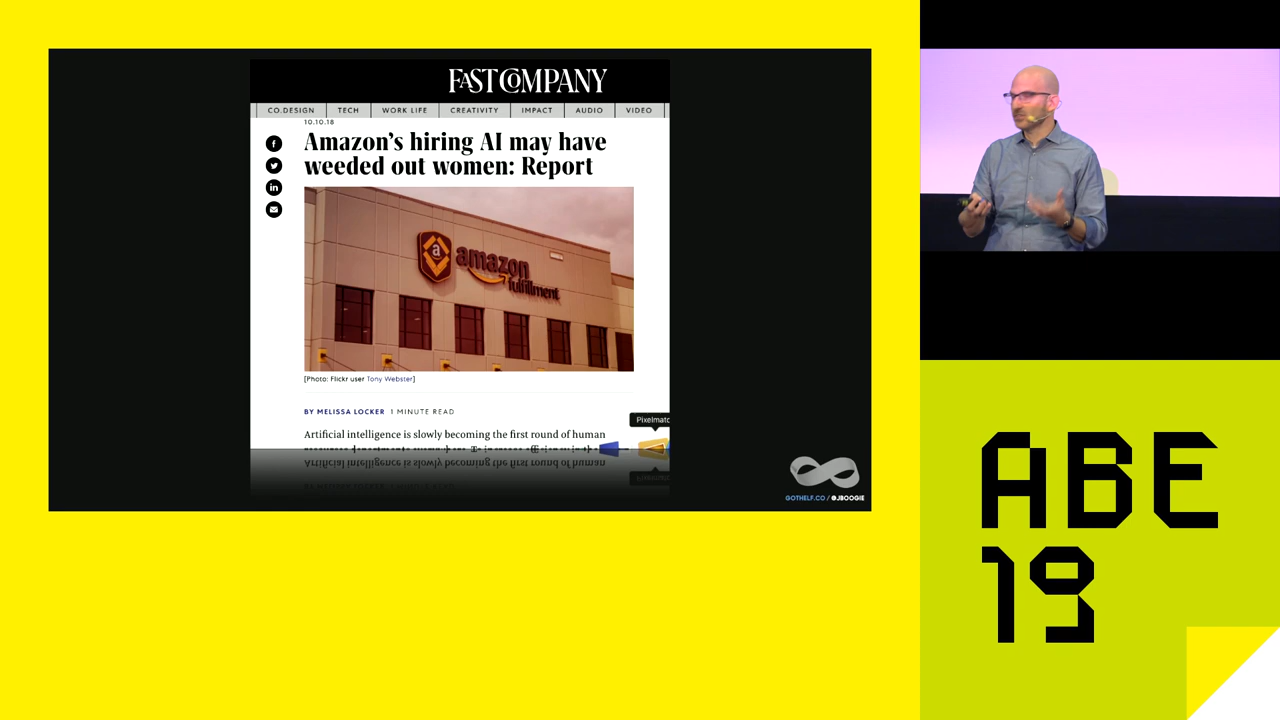 FAST COMPANY
CO.DESIGN TECH WORK LIFE CREATIVITY IMPACT AUDIO VIDEO
10.10.18
Amazon's hiring AI may have
weeded out women: Report
a
amazon
fulfillment
[Photo: Flickr user Tony Webster]
BY MELISSA LOCKER 1 MINUTE READ
Pixelmato
Artificial intelligence is slowly becoming the first round of human
GOTHELF.CO / @JBOOGIE
ABE
19